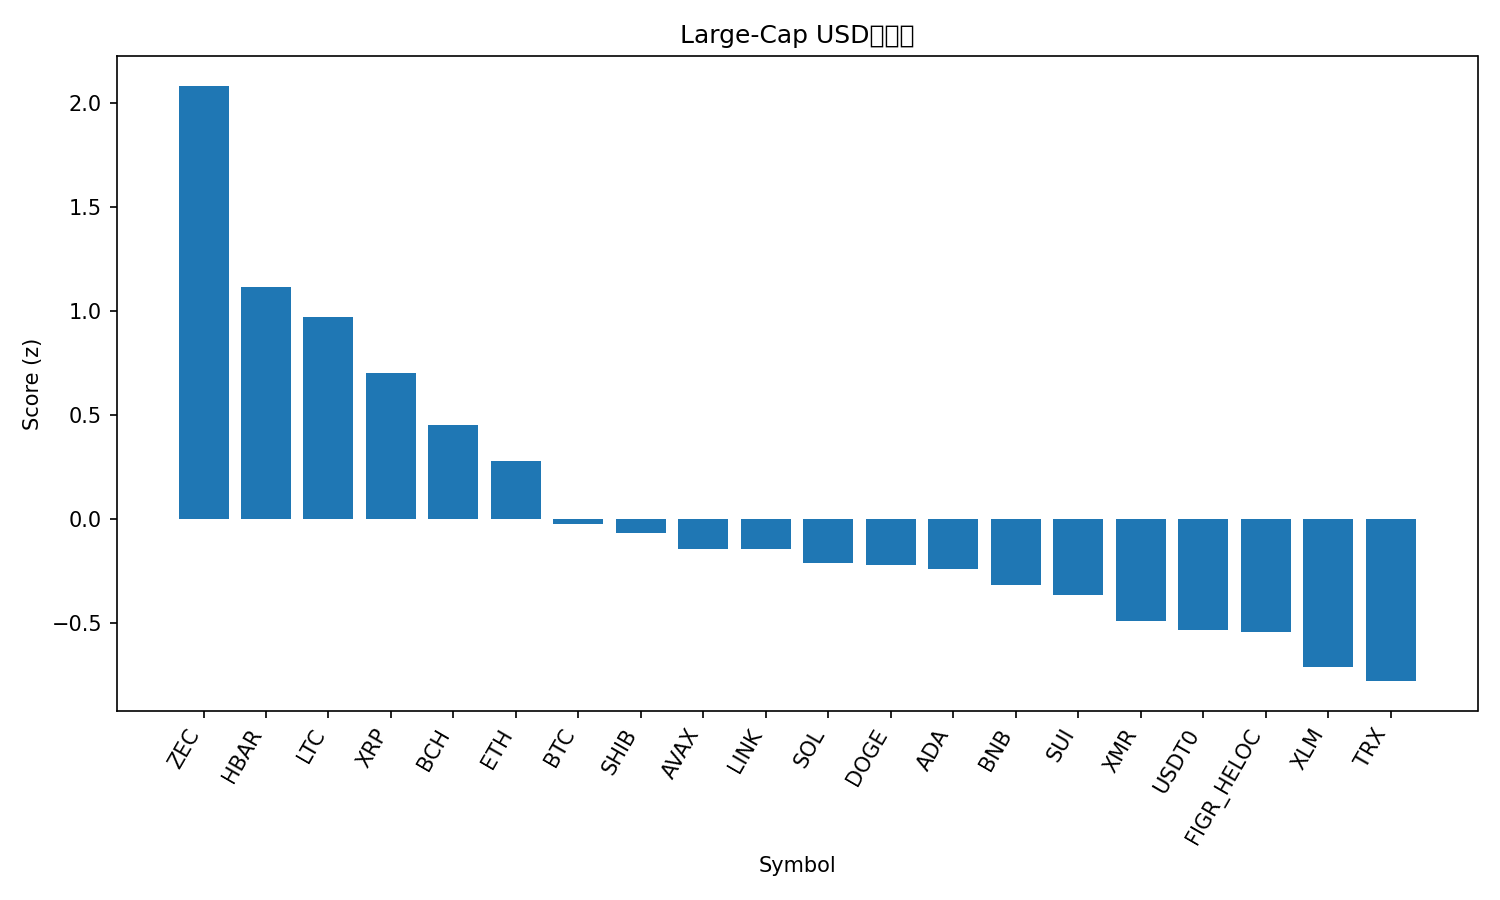 Large-Cap USD
Score (z)
2.0
1.5
1.0
0.5
0.0
−0.5
ZEC
HBAR
LTC
XRP
BCH
ETH
BTC
SHIB
AVAX
LINK
SOL
DOGE
ADA
BNB
SUI
XMR
USDT0
FIGR_HELOC
XLM
TRX
Symbol